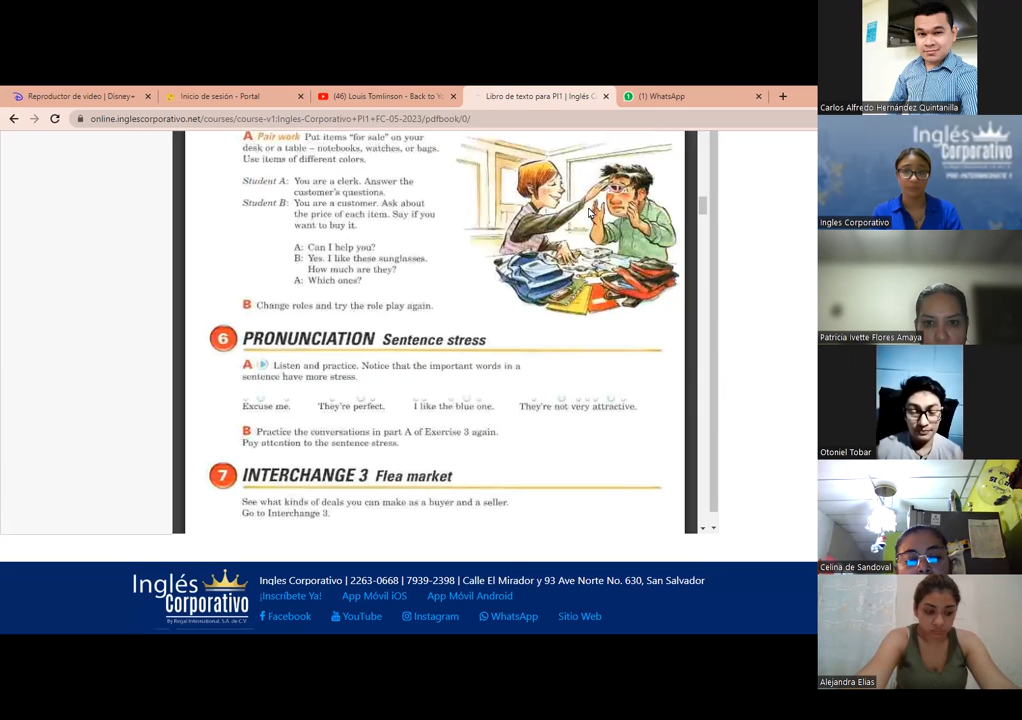 Reproductor de video | Disney+
Inicio de sesión - Portal
(46) Louis Tomlinson - Back to Yo
Libro de texto para PI1 | Inglés C
(1) WhatsApp
online.inglescorporativo.net/courses/course-v1:Ingles-Corporativo+PI1+FC-05-2023/pdfbook/0/
A Pair work Put items "for sale" on your
desk or a table – notebooks, watches, or bags.
Use items of different colors.
Student A: You are a clerk. Answer the
customer's questions.
Student B: You are a customer. Ask about
the price of each item. Say if you
want to buy it.
A: Can I help you?
B: Yes. I like these sunglasses.
How much are they?
A: Which ones?
B Change roles and try the role play again.
6 PRONUNCIATION Sentence stress
A Listen and practice. Notice that the important words in a
sentence have more stress.
Excuse me. They're perfect. I like the blue one. They're not very attractive.
B Practice the conversations in part A of Exercise 3 again.
Pay attention to the sentence stress.
7 INTERCHANGE 3 Flea market
See what kinds of deals you can make as a buyer and a seller.
Go to Interchange 3.
Inglés
Corporativo
By Regal International, S.A. de C.V.
Ingles Corporativo | 2263-0668 | 7939-2398 | Calle El Mirador y 93 Ave Norte No. 630, San Salvador
¡Inscríbete Ya! App Móvil iOS App Móvil Android
Facebook YouTube Instagram WhatsApp Sitio Web
Carlos Alfredo Hernández Quintanilla
Inglés
Corporativo
PRE-INTERMEDIATE 1
Ingles Corporativo
Patricia Ivette Flores Amaya
Otoniel Tobar
Celina de Sandoval
Alejandra Elias